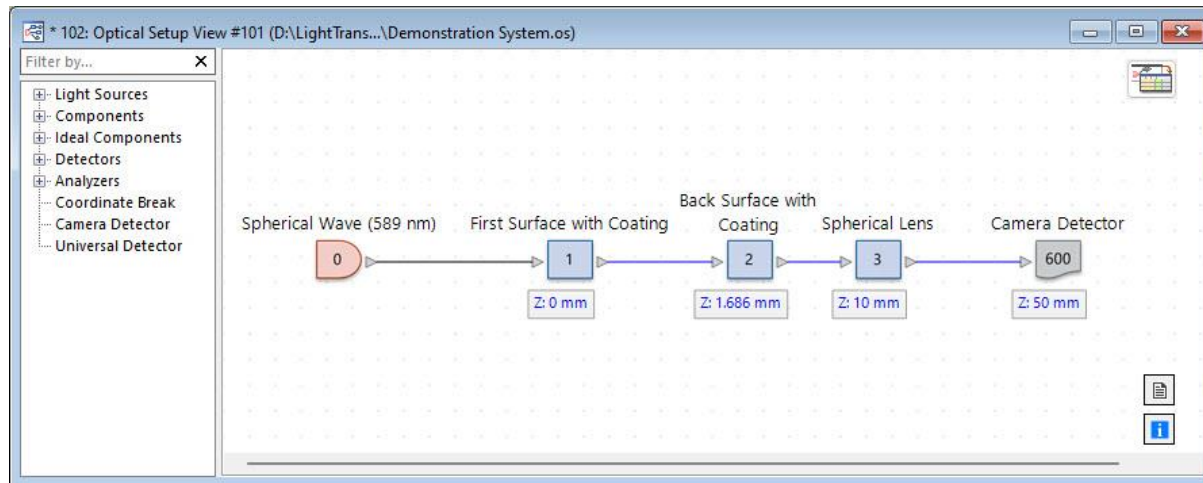 * 102: Optical Setup View #101 (D:\LightTrans...\Demonstration System.os)
Filter by... X
Light Sources
Components
Ideal Components
Detectors
Analyzers
Coordinate Break
Camera Detector
Universal Detector
Spherical Wave (589 nm)
0
First Surface with Coating
1
Z: 0 mm
Back Surface with
Coating
2
Z: 1.686 mm
Spherical Lens
3
Z: 10 mm
Camera Detector
600
Z: 50 mm